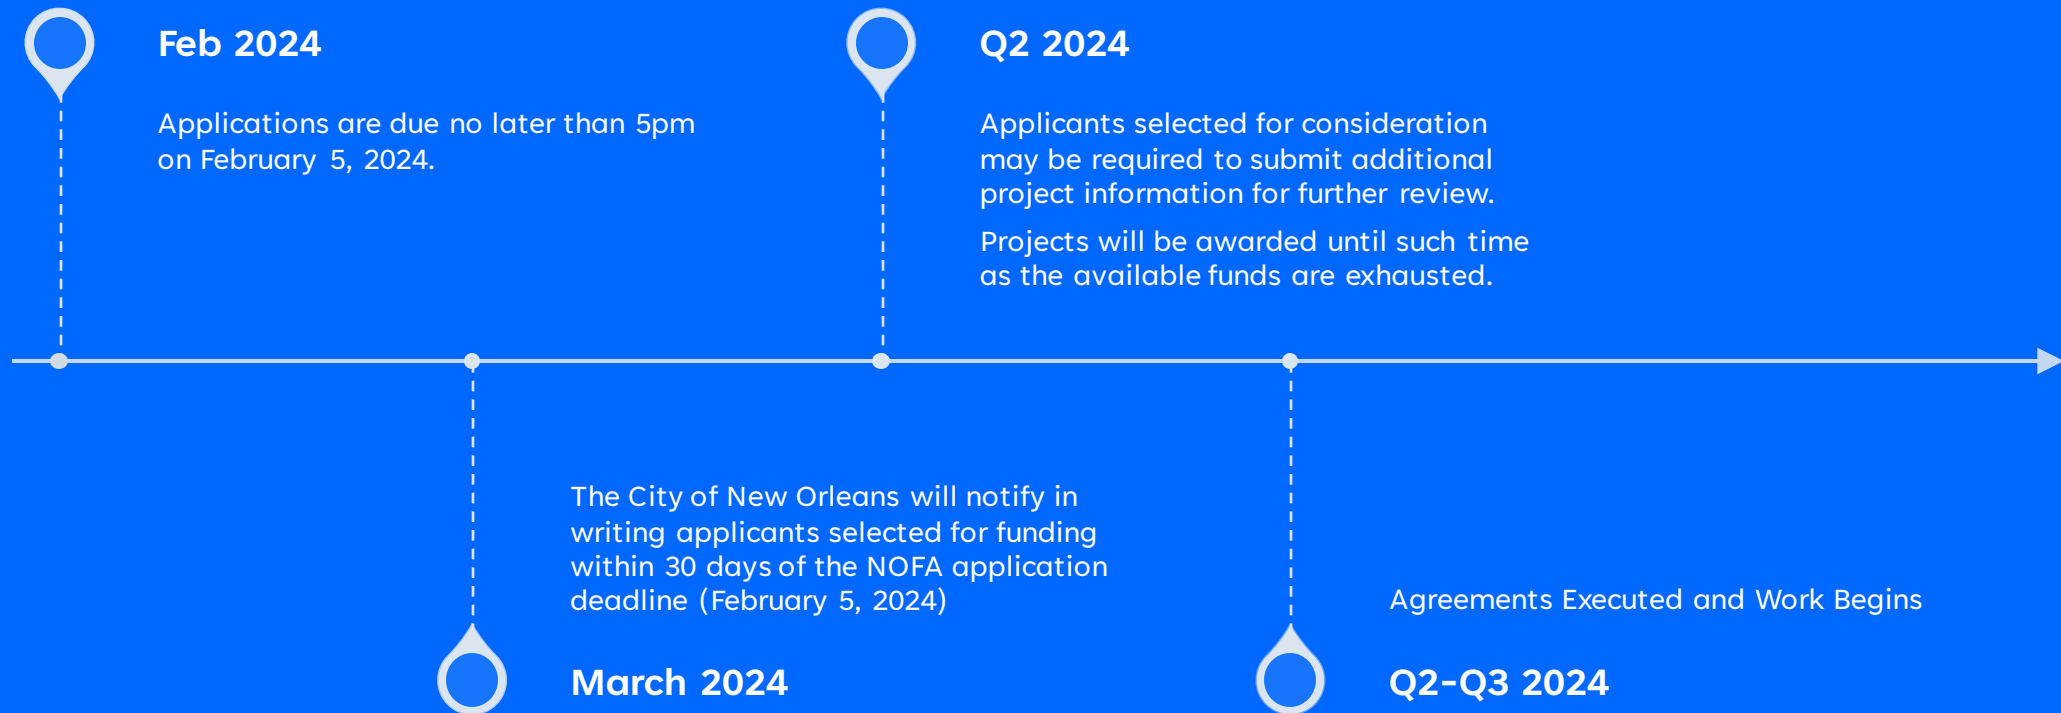 Feb 2024
Applications are due no later than 5pm
on February 5, 2024.
Q2 2024
Applicants selected for consideration
may be required to submit additional
project information for further review.
Projects will be awarded until such time
as the available funds are exhausted.
The City of New Orleans will notify in
writing applicants selected for funding
within 30 days of the NOFA application
deadline (February 5, 2024)
March 2024
Agreements Executed and Work Begins
Q2-Q3 2024